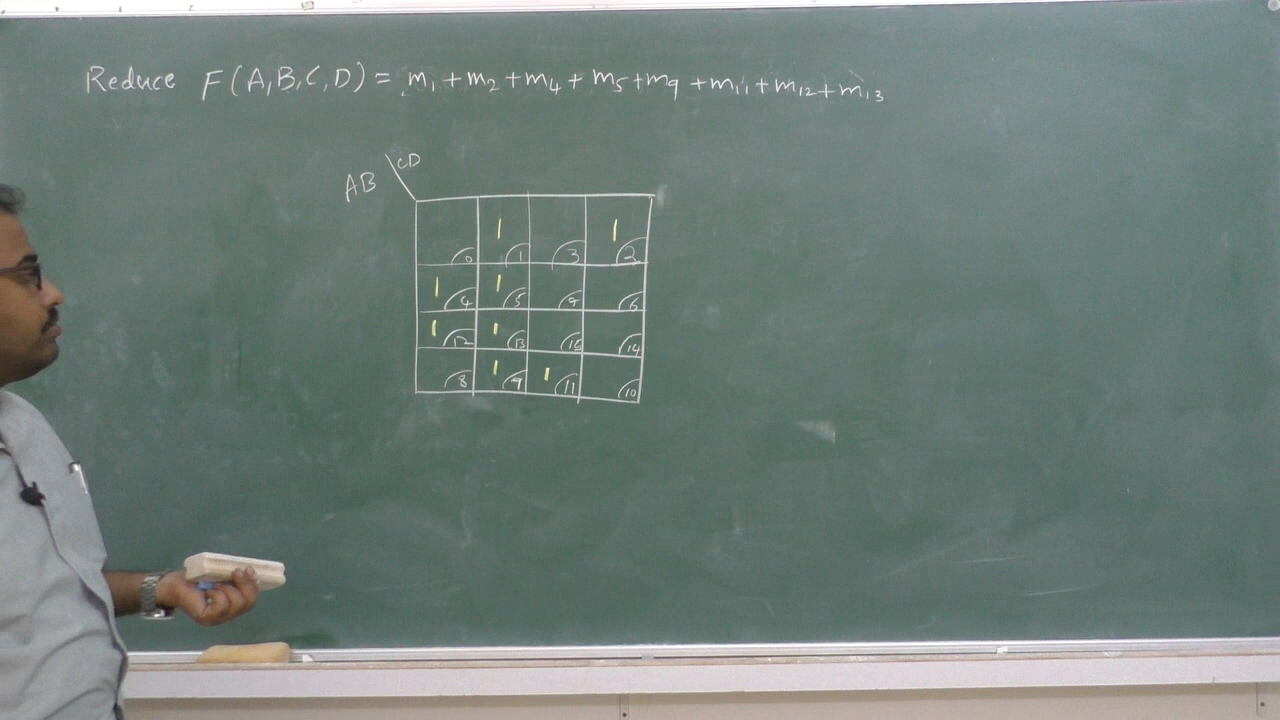 Reduce F(A,B,C,D) = m₁ + m₂ + m₄ + m₅ + m₉ + m₁₁ + m₁₂ + m₁₃
CD
AB
0 1 1 3 1 2
1 4 1 5 7 6
1 12 1 13 15 14
8 1 9 1 11 10